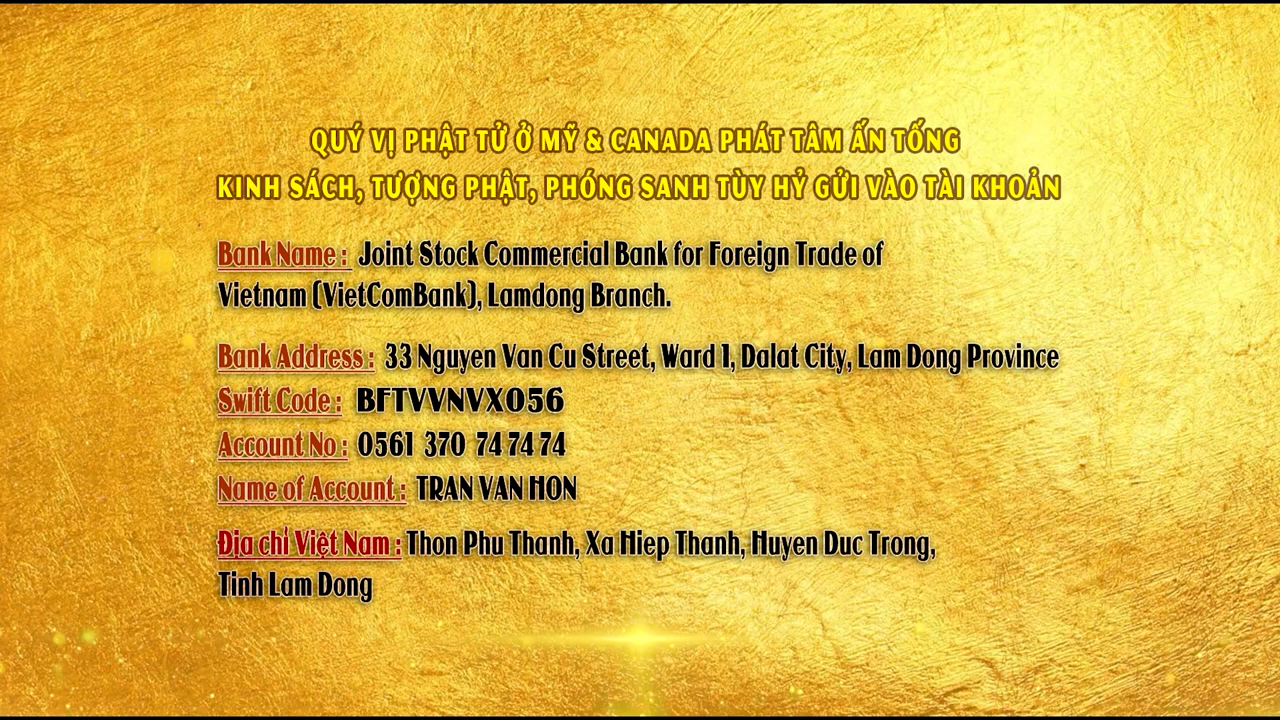 QUÝ VỊ PHẬT TỬ Ở MỸ & CANADA PHÁT TÂM ẤN TỐNG
KINH SÁCH, TƯỢNG PHẬT, PHÓNG SANH TÙY HỶ GỬI VÀO TÀI KHOẢN
Bank Name : Joint Stock Commercial Bank for Foreign Trade of
Vietnam (VietComBank), Lamdong Branch.
Bank Address : 33 Nguyen Van Cu Street, Ward 1, Dalat City, Lam Dong Province
Swift Code : BFTVVNVX056
Account No : 0561 370 74 74 74
Name of Account : TRAN VAN HON
Địa chỉ Việt Nam : Thon Phu Thanh, Xa Hiep Thanh, Huyen Duc Trong,
Tinh Lam Dong